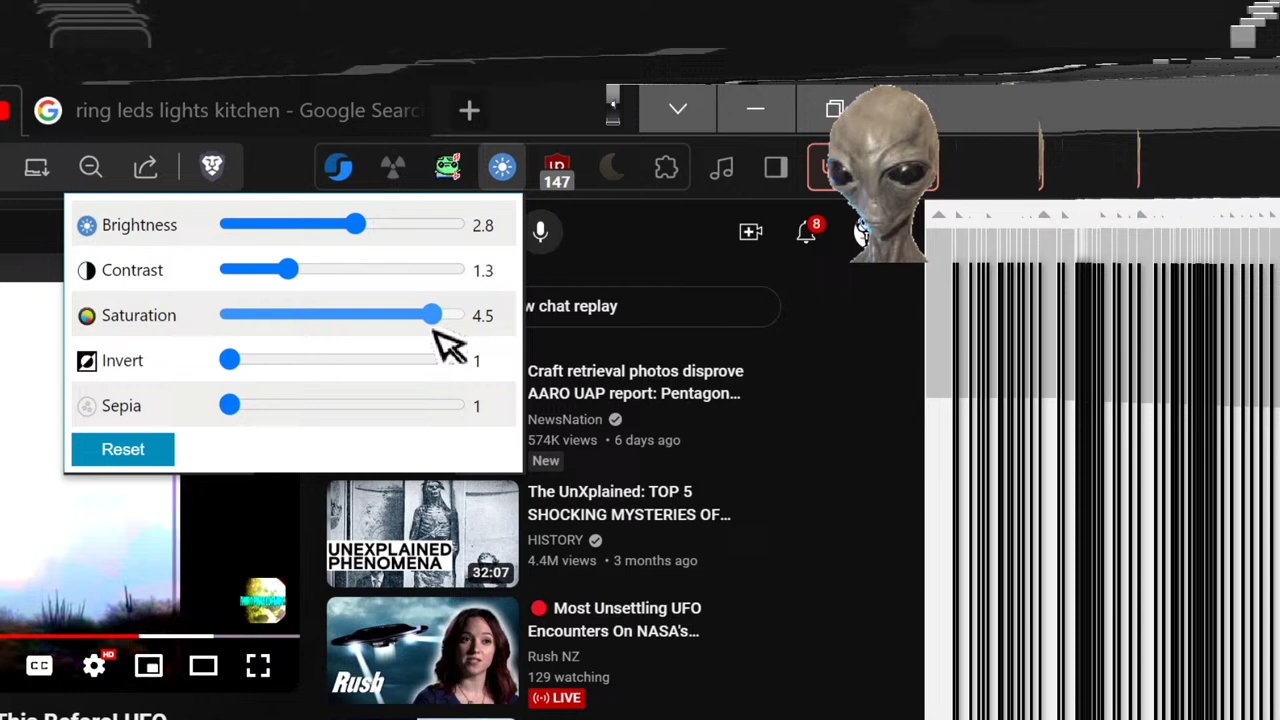 ring leds lights kitchen - Google Searc
147
Brightness 2.8
Contrast 1.3
Saturation 4.5
Invert 1
Sepia 1
Reset
8
w chat replay
Craft retrieval photos disprove
AARO UAP report: Pentagon...
NewsNation
574K views • 6 days ago
New
UNEXPLAINED
PHENOMENA
32:07
The UnXplained: TOP 5
SHOCKING MYSTERIES OF...
HISTORY
4.4M views • 3 months ago
Rush
Most Unsettling UFO
Encounters On NASA's...
Rush NZ
129 watching
LIVE
CC
HD